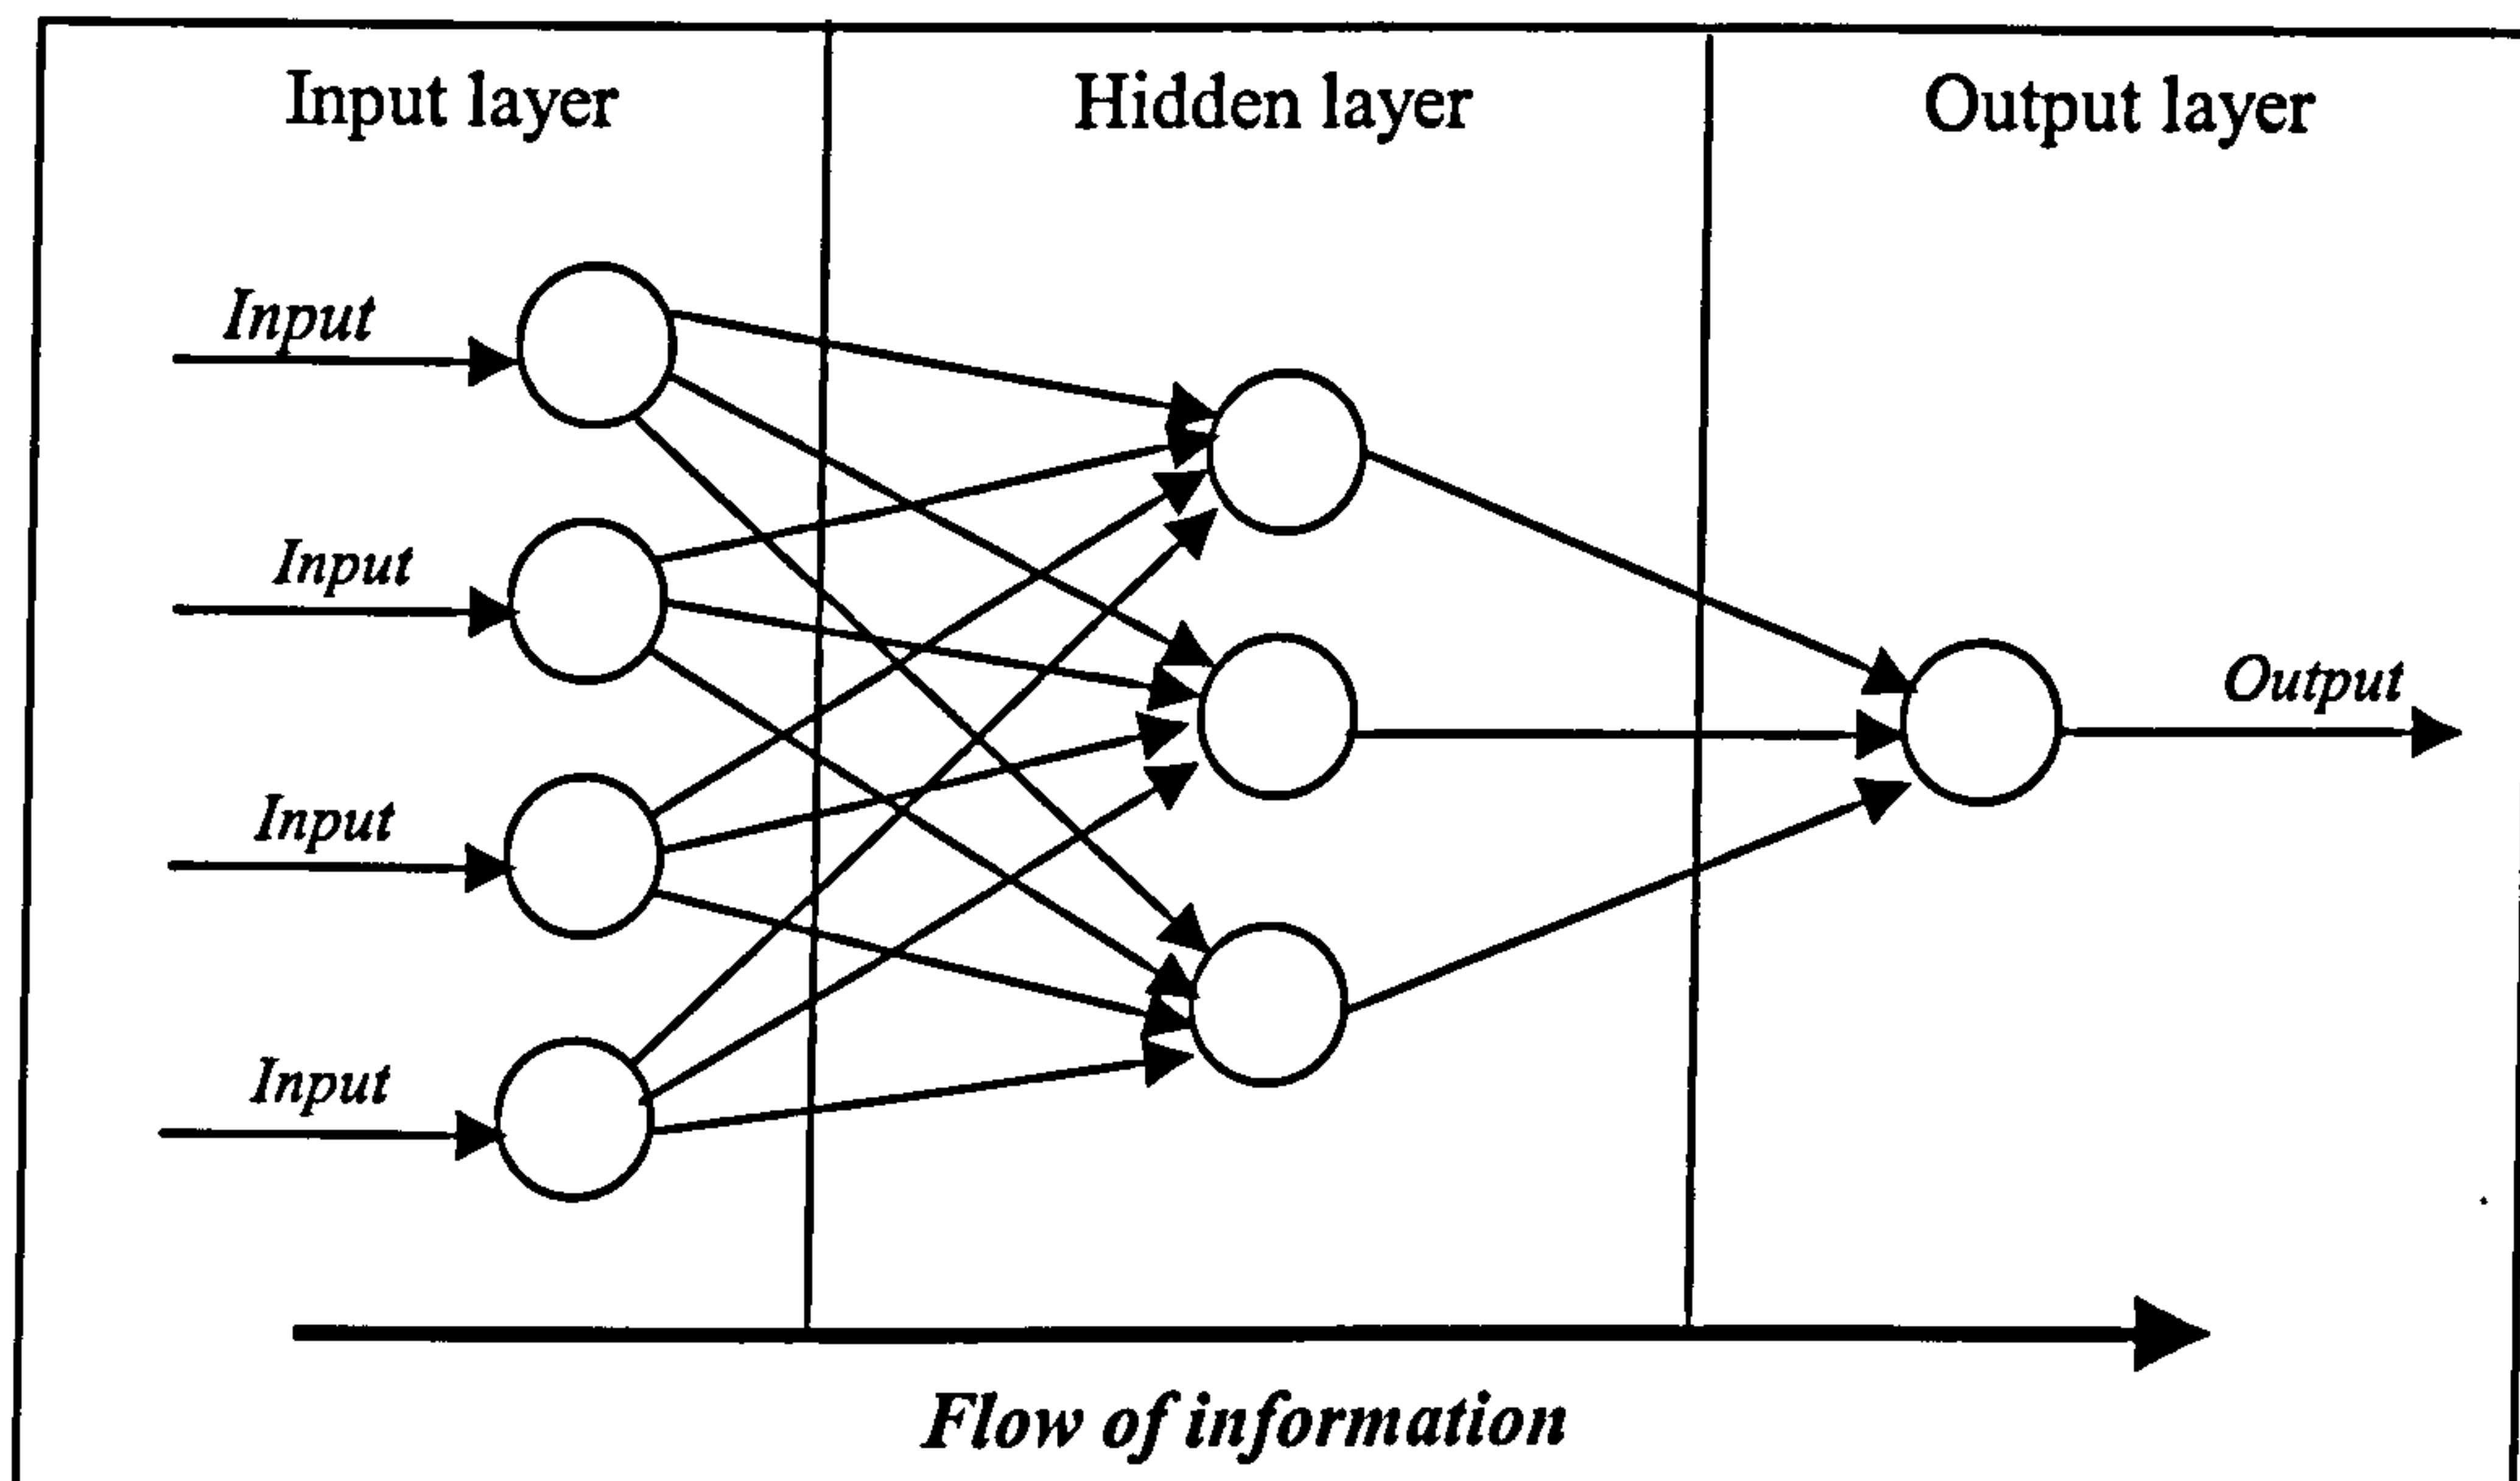 Input layer
Hidden layer
Output layer
Input
Input
Input
Input
Output
Flow of information